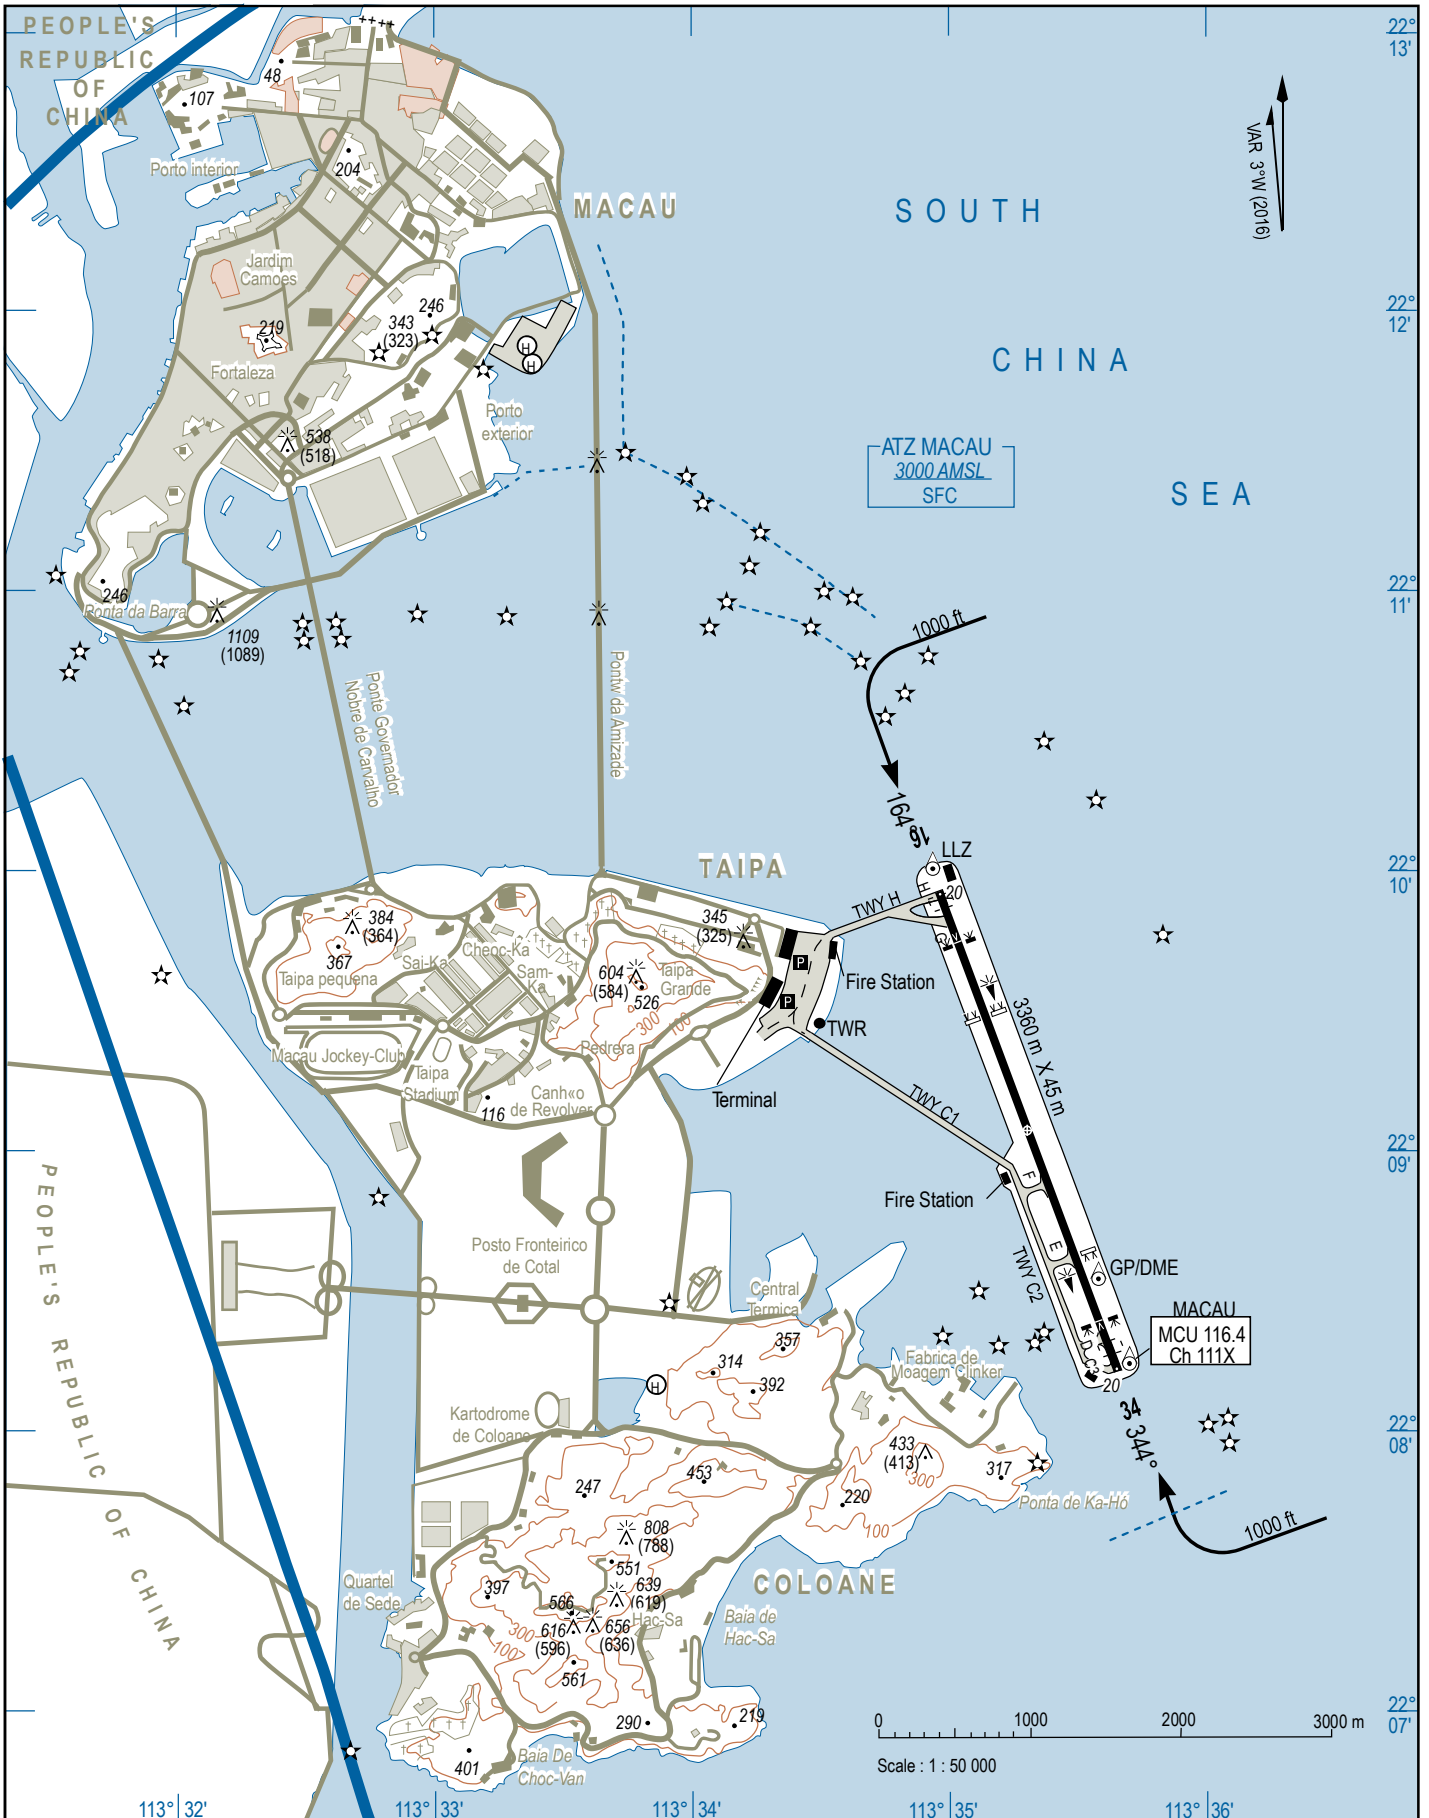 PEOPLE'S
REPUBLIC
OF
CHINA
48
107
Porto intérior
204
MACAU
SOUTH
22°
13'
VAR 3°W (2016)
Jardim
Camoes
219
246
343
(323)
H
H
22°
12'
CHINA
Fortaleza
Porto
exterior
538
(518)
ATZ MACAU
3000 AMSL
SFC
SEA
246
Ponta da Barra
1109
(1089)
22°
11'
1000 ft
Ponte Governador
Nobre de Carvalho
Pontw da Amizade
164°
16
LLZ
TAIPA
22°
10'
20
TWY H
H
G
384
(364)
367
Taipa pequena
Sai-Ka
Cheoc-Ka
Sam-
Ka
345
(325)
604
(584)
526
Taipa
Grande
300
100
P
P
Fire Station
TWR
3360 m X 45 m
Macau Jockey-Club
Taipa
Stadium
Pedrera
116
Canh«o
de Revolver
Terminal
TWY C1
22°
09'
PEOPLE'S REPUBLIC OF CHINA
Fire Station
F
E
TWY C2
Posto Fronteirico
de Cotal
GP/DME
Central
Termica
MACAU
MCU 116.4
Ch 111X
D
C3
20
357
314
392
H
Fabrica de
Moagem Clinker
Kartodrome
de Coloane
34
344°
22°
08'
433
(413)
300
317
453
247
220
100
Ponta de Ka-Hó
1000 ft
808
(788)
551
COLOANE
Quartel
de Sede
397
639
(619)
566
Hac-Sa
616
(596)
656
(636)
300
100
561
Baia de
Hac-Sa
290
219
22°
07'
401
Baia De
Choc-Van
0 1000 2000 3000 m
Scale : 1 : 50 000
113° 32' 113° 33' 113° 34' 113° 35' 113° 36'